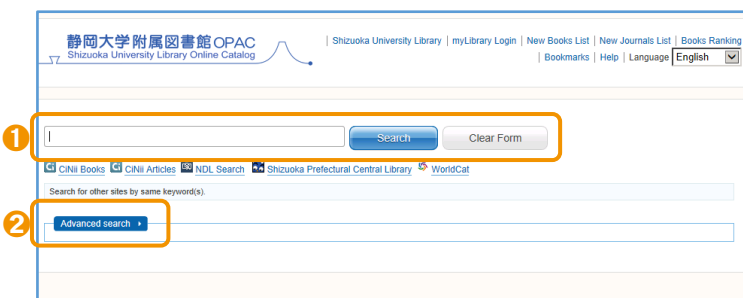 静岡大学附属図書館OPAC
Shizuoka University Library Online Catalog
| Shizuoka University Library | myLibrary Login | New Books List | New Journals List | Books Ranking
| Bookmarks | Help | Language English
1
Search Clear Form
CiNii Books CiNii Articles NDL Search Shizuoka Prefectural Central Library WorldCat
Search for other sites by same keyword(s).
2
Advanced search